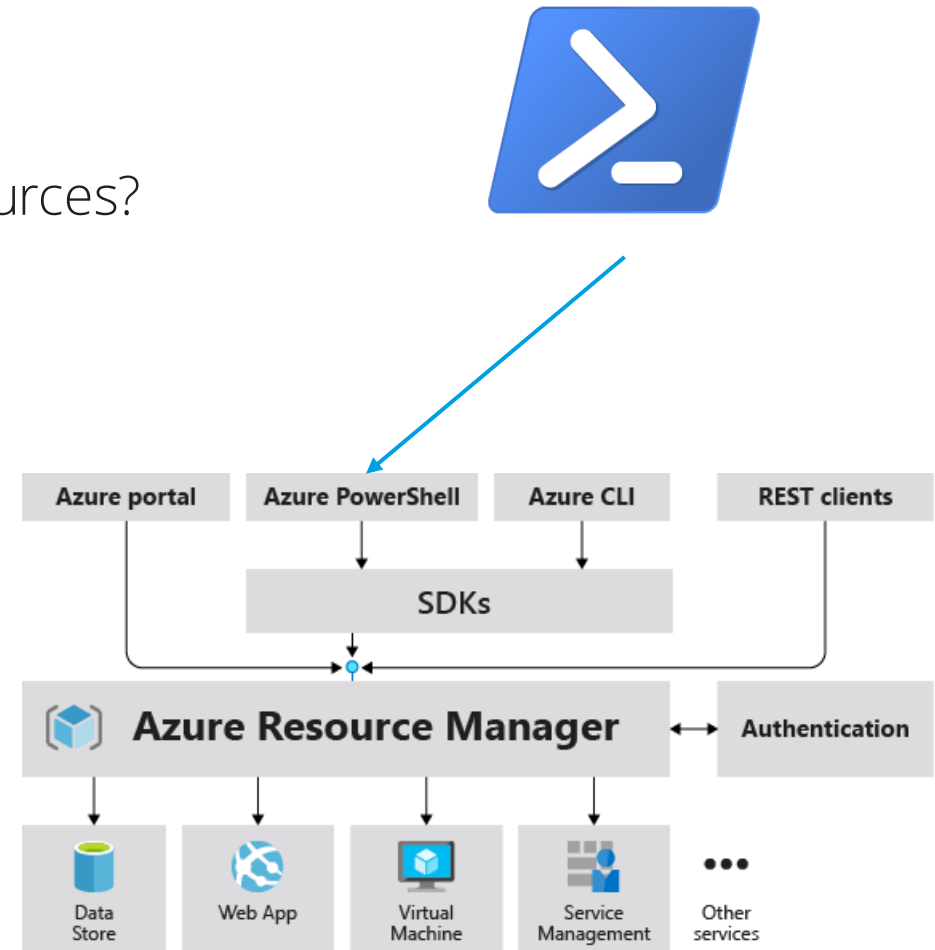 urces?
Azure portal
Azure PowerShell
Azure CLI
REST clients
SDKs
Azure Resource Manager
Authentication
Data
Store
Web App
Virtual
Machine
Service
Management
Other
services